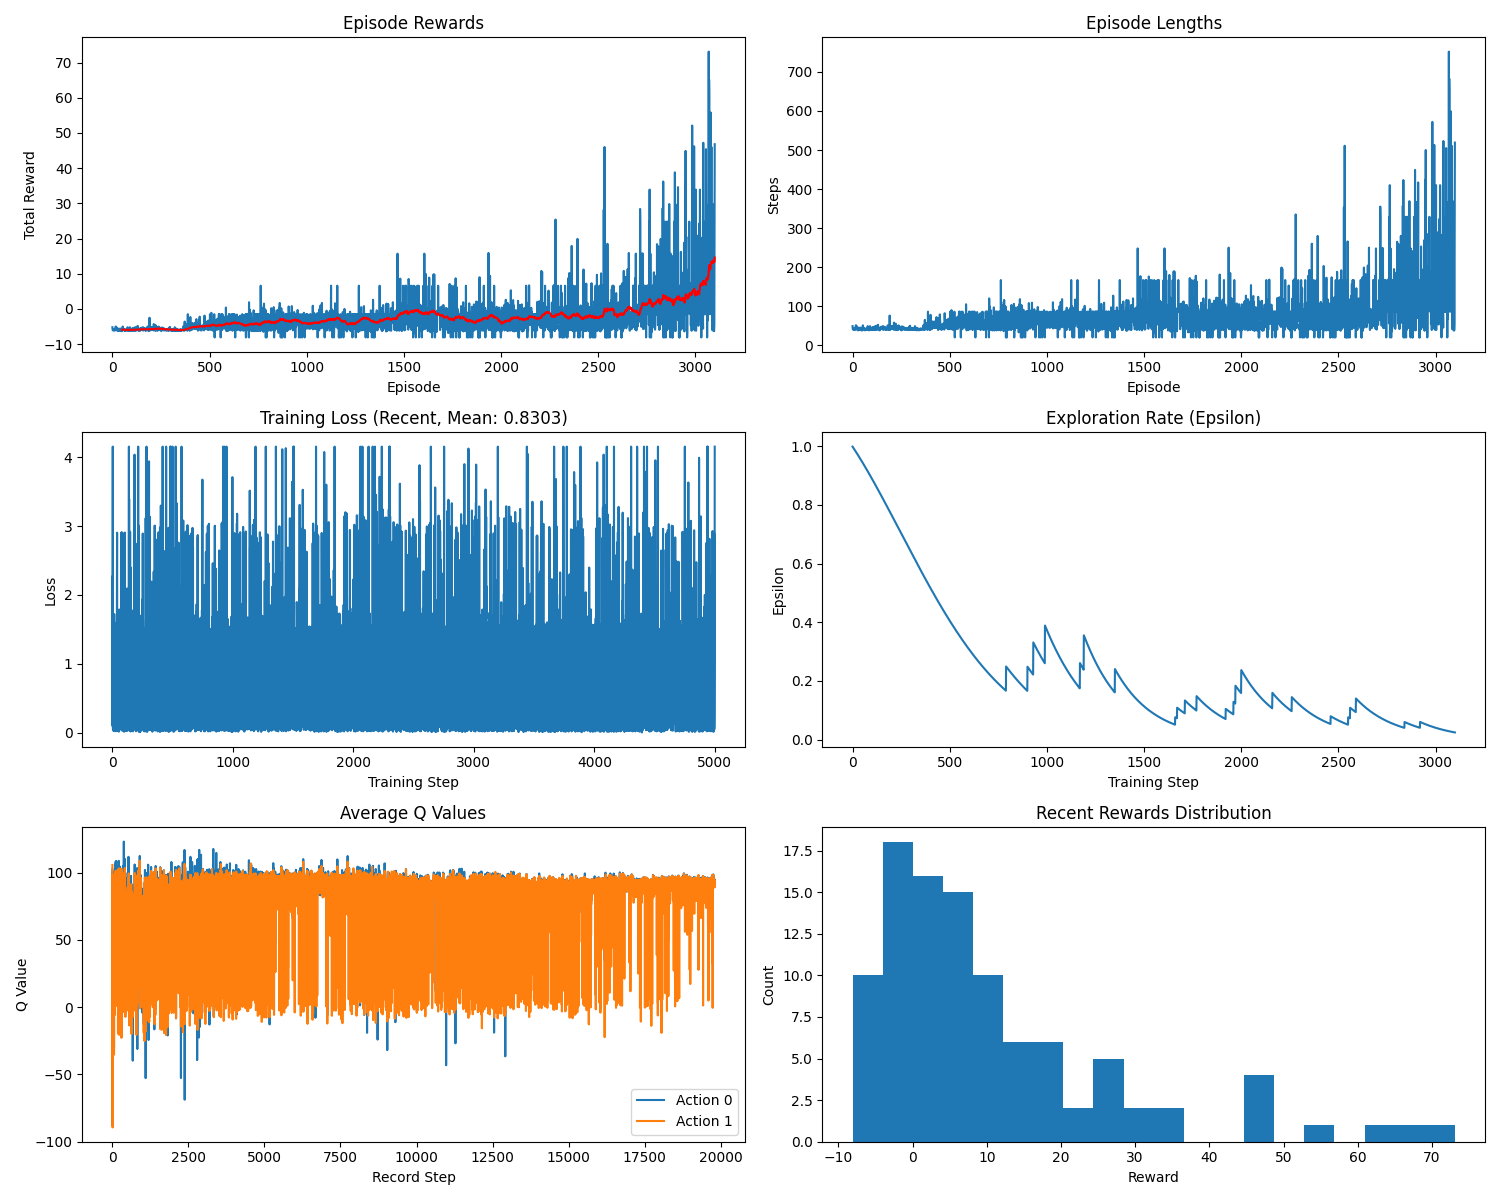 Episode Rewards
Total Reward
70
60
50
40
30
20
10
0
−10
0 500 1000 1500 2000 2500 3000
Episode
Episode Lengths
Steps
700
600
500
400
300
200
100
0
0 500 1000 1500 2000 2500 3000
Episode
Training Loss (Recent, Mean: 0.8303)
Loss
4
3
2
1
0
0 1000 2000 3000 4000 5000
Training Step
Exploration Rate (Epsilon)
Epsilon
1.0
0.8
0.6
0.4
0.2
0.0
0 500 1000 1500 2000 2500 3000
Training Step
Average Q Values
Q Value
100
50
0
−50
−100
Action 0
Action 1
0 2500 5000 7500 10000 12500 15000 17500 20000
Record Step
Recent Rewards Distribution
Count
17.5
15.0
12.5
10.0
7.5
5.0
2.5
0.0
−10 0 10 20 30 40 50 60 70
Reward